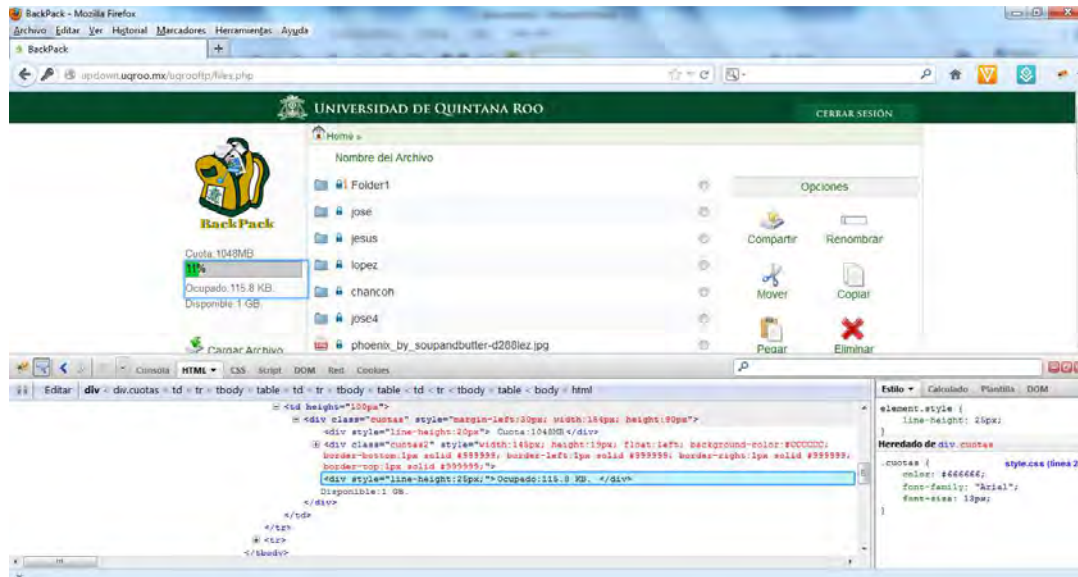 BackPack - Mozilla Firefox
Archivo Editar Ver Historial Marcadores Herramientas Ayuda
BackPack
updown.uqroo.mx/uqrooftp/files.php
UNIVERSIDAD DE QUINTANA ROO
CERRAR SESIÓN
Home »
Nombre del Archivo
Folder1
jose
jesus
lopez
chancon
jose4
phoenix_by_soupandbutter-d288lez.jpg
BackPack
Cuota:1048MB
11%
Ocupado:115.8 KB.
Disponible:1 GB.
Cargar Archivo
Opciones
Compartir Renombrar
Mover Copiar
Pegar Eliminar
Consola HTML CSS Script DOM Red Cookies
Editar div < div.cuotas < td < tr < tbody < table < td < tr < tbody < table < td < tr < tbody < table < body < html
Estilo Calculado Plantilla DOM
<td height="100px">
<div class="cuotas" style="margin-left:30px; width:164px; height:90px">
<div style="line-height:20px"> Cuota:1048MB</div>
<div class="cuotas2" style="width:145px; height:19px; float:left; background-color:#CCCCCC;
border-bottom:1px solid #999999; border-left:1px solid #999999; border-right:1px solid #999999;
border-top:1px solid #999999;">
<div style="line-height:25px;">Ocupado:115.8 KB. </div>
Disponible:1 GB.
</div>
</td>
</tr>
<tr>
</tbody>
element.style {
line-height: 25px;
}
Heredado de div.cuotas
.cuotas {
style.css (línea 2
color: #666666;
font-family: "Arial";
font-size: 13px;
}